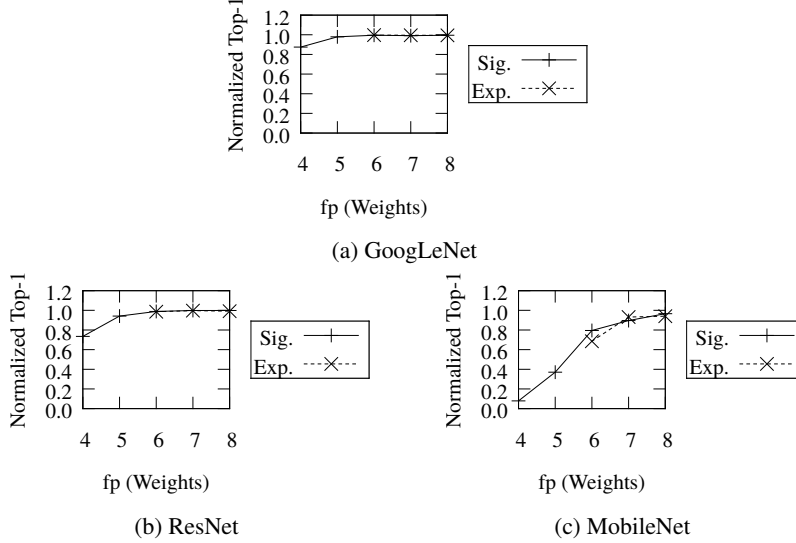 Normalized Top-1
1.2
1.0
0.8
0.6
0.4
0.2
0.0
4 5 6 7 8
fp (Weights)
Sig.
Exp.
(a) GoogLeNet
Normalized Top-1
1.2
1.0
0.8
0.6
0.4
0.2
0.0
4 5 6 7 8
fp (Weights)
Sig.
Exp.
(b) ResNet
Normalized Top-1
1.2
1.0
0.8
0.6
0.4
0.2
0.0
4 5 6 7 8
fp (Weights)
Sig.
Exp.
(c) MobileNet